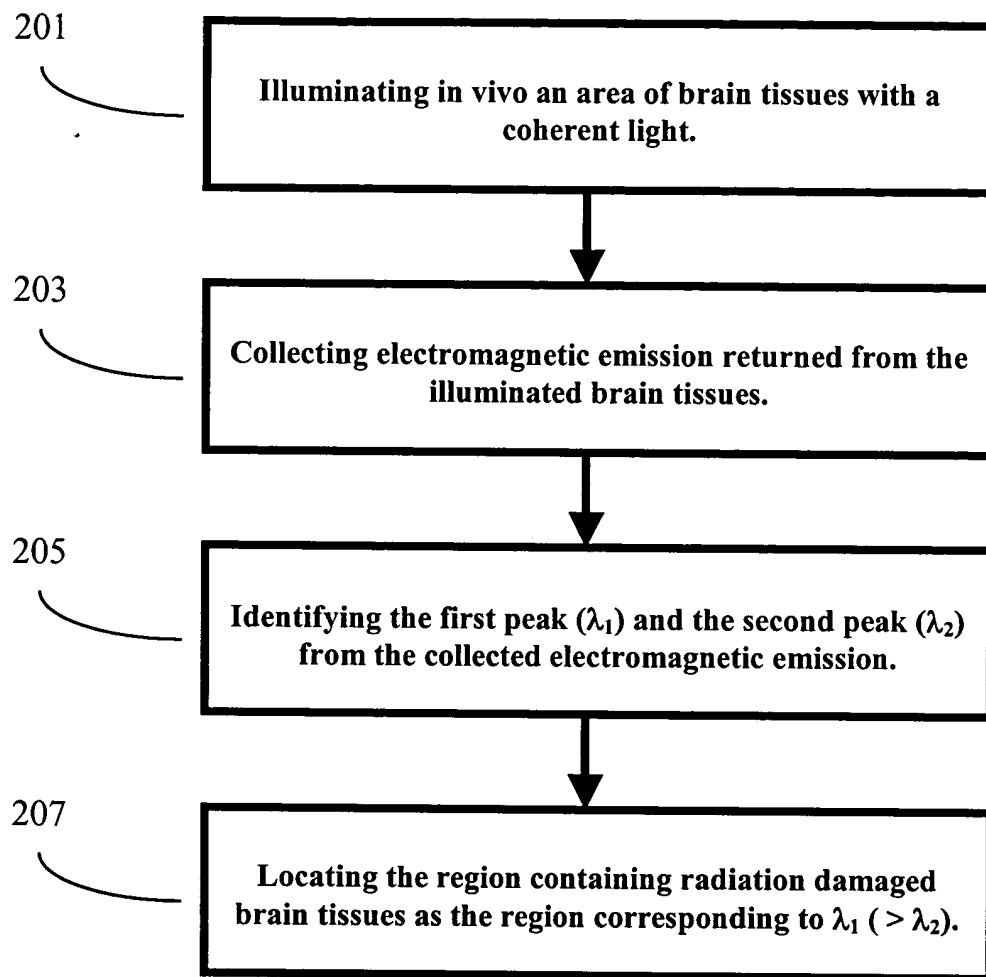 201
Illuminating in vivo an area of brain tissues with a
coherent light.
203
Collecting electromagnetic emission returned from the
illuminated brain tissues.
205
Identifying the first peak (λ₁) and the second peak (λ₂)
from the collected electromagnetic emission.
207
Locating the region containing radiation damaged
brain tissues as the region corresponding to λ₁ ( > λ₂).